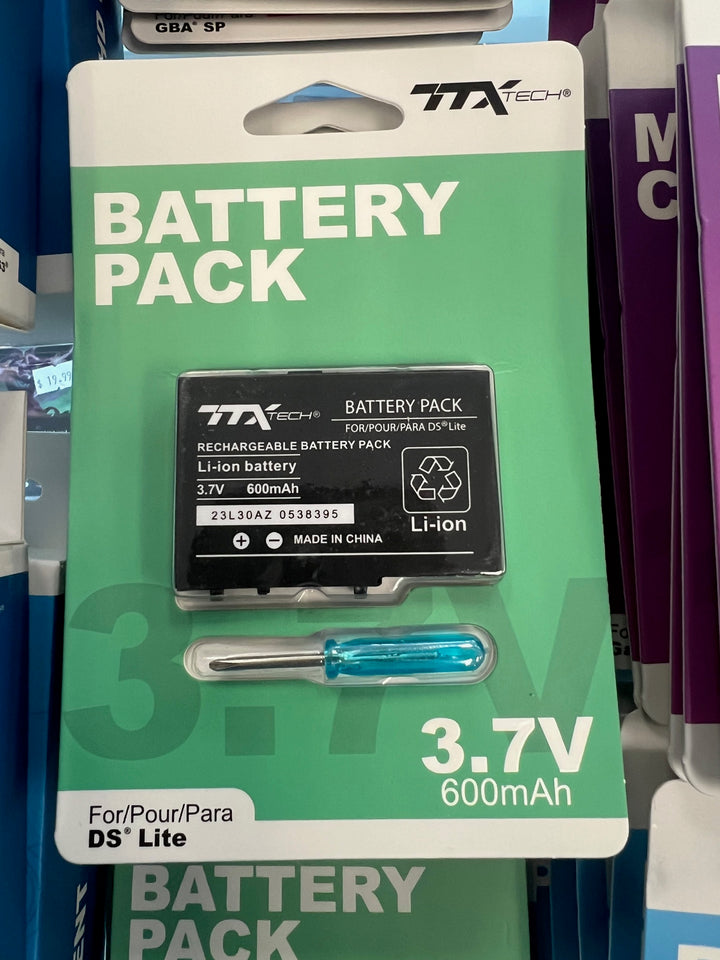 GBA® SP
TTX TECH®
BATTERY
PACK
$19.99
TTX TECH®
BATTERY PACK
FOR/POUR/PARA DS® Lite
RECHARGEABLE BATTERY PACK
Li-ion battery
3.7V 600mAh
23L30AZ 0538395
Li-ion
+ - MADE IN CHINA
3.7V
3.7V
600mAh
For/Pour/Para
DS® Lite
BATTERY
PACK